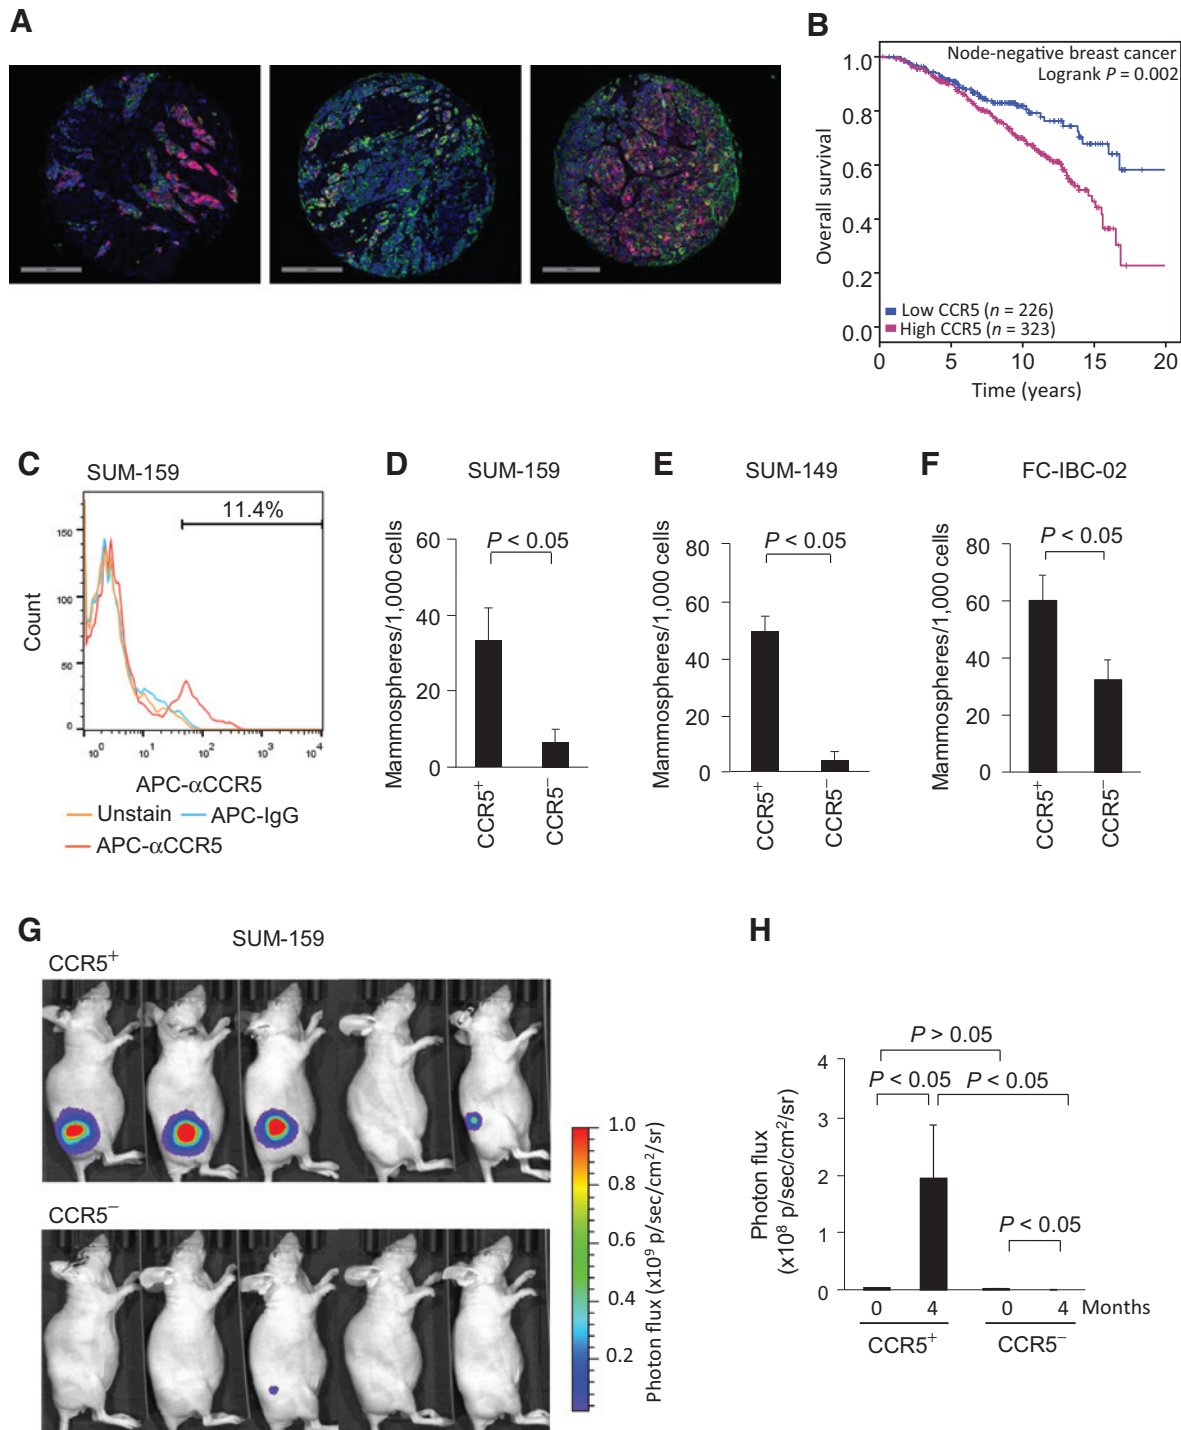 A
B
Node-negative breast cancer
Logrank P = 0.002
1.0
0.8
0.6
0.4
0.2
0.0
Overall survival
Low CCR5 (n = 226)
High CCR5 (n = 323)
0 5 10 15 20
Time (years)
C
SUM-159
11.4%
150
100
50
0
Count
10⁰ 10¹ 10² 10³ 10⁴
APC-αCCR5
Unstain APC-IgG
APC-αCCR5
D
SUM-159
P < 0.05
60
40
20
0
Mammospheres/1,000 cells
CCR5⁺ CCR5⁻
E
SUM-149
P < 0.05
80
60
40
20
0
Mammospheres/1,000 cells
CCR5⁺ CCR5⁻
F
FC-IBC-02
P < 0.05
80
60
40
20
0
Mammospheres/1,000 cells
CCR5⁺ CCR5⁻
G
SUM-159
CCR5⁺
CCR5⁻
1.0
0.8
0.6
0.4
0.2
Photon flux (x10⁹ p/sec/cm²/sr)
H
P > 0.05
P < 0.05 P < 0.05
P < 0.05
4
3
2
1
0
Photon flux
(x10⁸ p/sec/cm²/sr)
0 4 0 4 Months
CCR5⁺ CCR5⁻